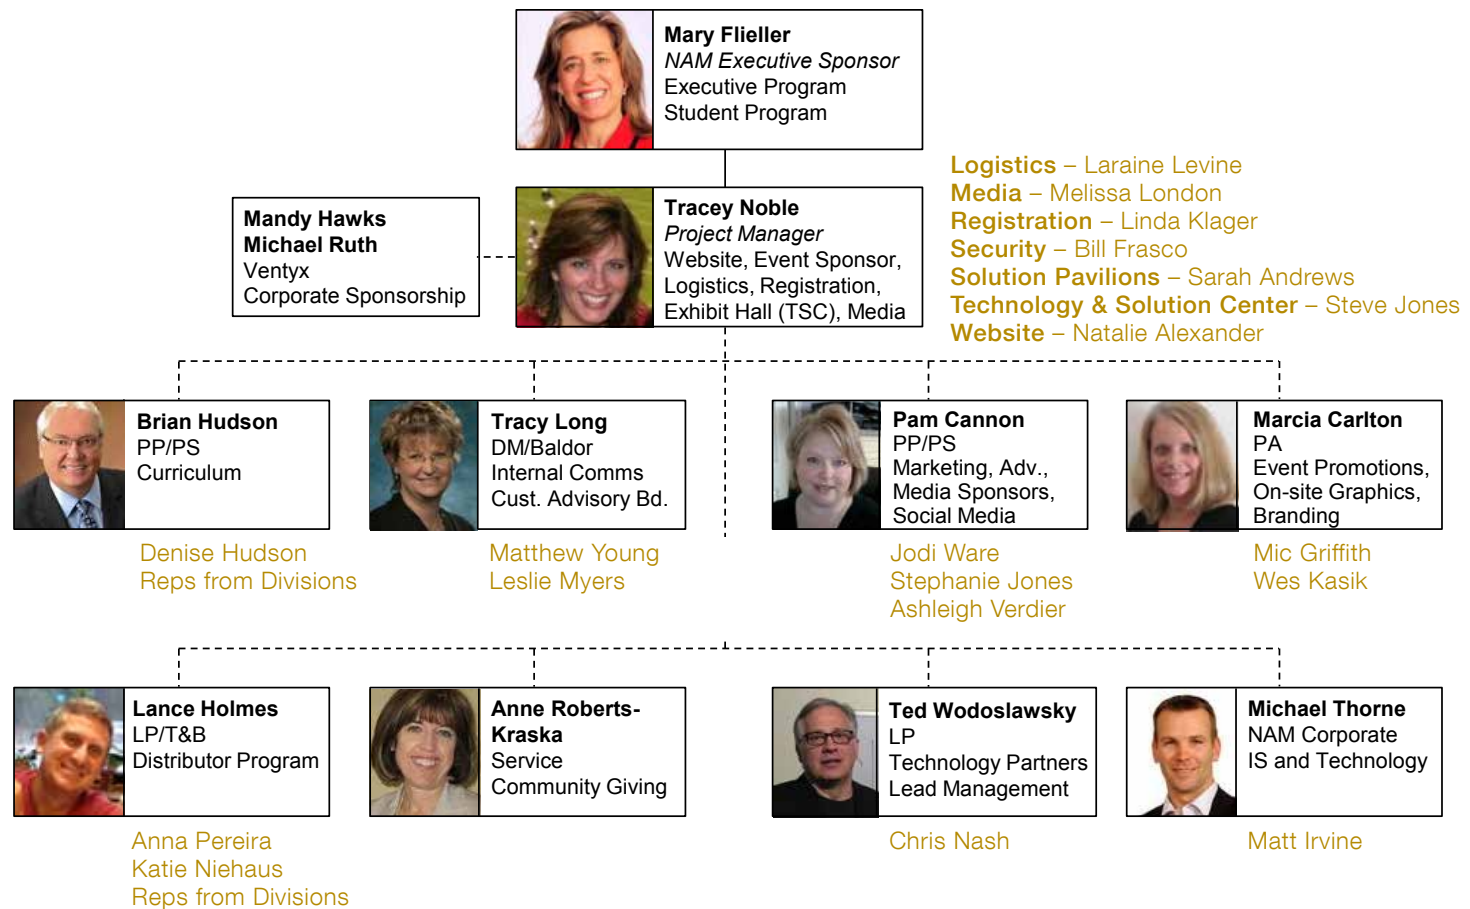 Mary Flieller
NAM Executive Sponsor
Executive Program
Student Program
Logistics – Laraine Levine
Media – Melissa London
Registration – Linda Klager
Security – Bill Frasco
Solution Pavilions – Sarah Andrews
Technology & Solution Center – Steve Jones
Website – Natalie Alexander
Mandy Hawks
Michael Ruth
Ventyx
Corporate Sponsorship
Tracey Noble
Project Manager
Website, Event Sponsor,
Logistics, Registration,
Exhibit Hall (TSC), Media
Brian Hudson
PP/PS
Curriculum
Denise Hudson
Reps from Divisions
Tracy Long
DM/Baldor
Internal Comms
Cust. Advisory Bd.
Matthew Young
Leslie Myers
Pam Cannon
PP/PS
Marketing, Adv.,
Media Sponsors,
Social Media
Jodi Ware
Stephanie Jones
Ashleigh Verdier
Marcia Carlton
PA
Event Promotions,
On-site Graphics,
Branding
Mic Griffith
Wes Kasik
Lance Holmes
LP/T&B
Distributor Program
Anna Pereira
Katie Niehaus
Reps from Divisions
Anne Roberts-
Kraska
Service
Community Giving
Ted Wodoslawsky
LP
Technology Partners
Lead Management
Chris Nash
Michael Thorne
NAM Corporate
IS and Technology
Matt Irvine